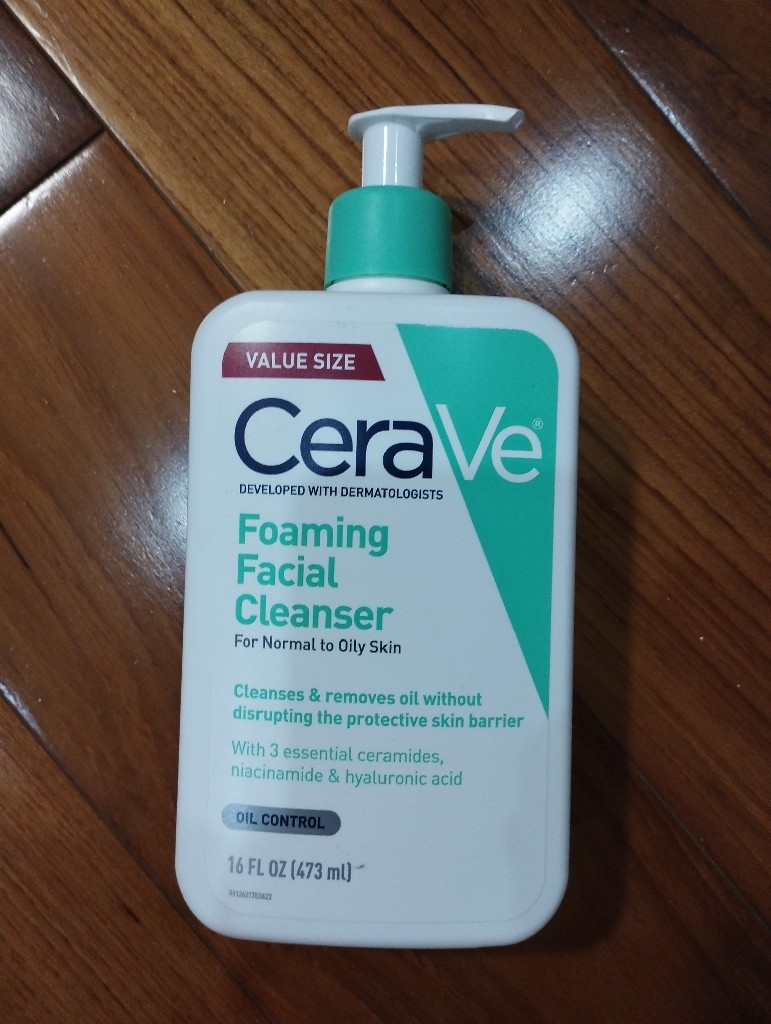 VALUE SIZE
CeraVe®
DEVELOPED WITH DERMATOLOGISTS
Foaming
Facial
Cleanser
For Normal to Oily Skin
Cleanses & removes oil without
disrupting the protective skin barrier
With 3 essential ceramides,
niacinamide & hyaluronic acid
OIL CONTROL
16 FL OZ (473 ml)